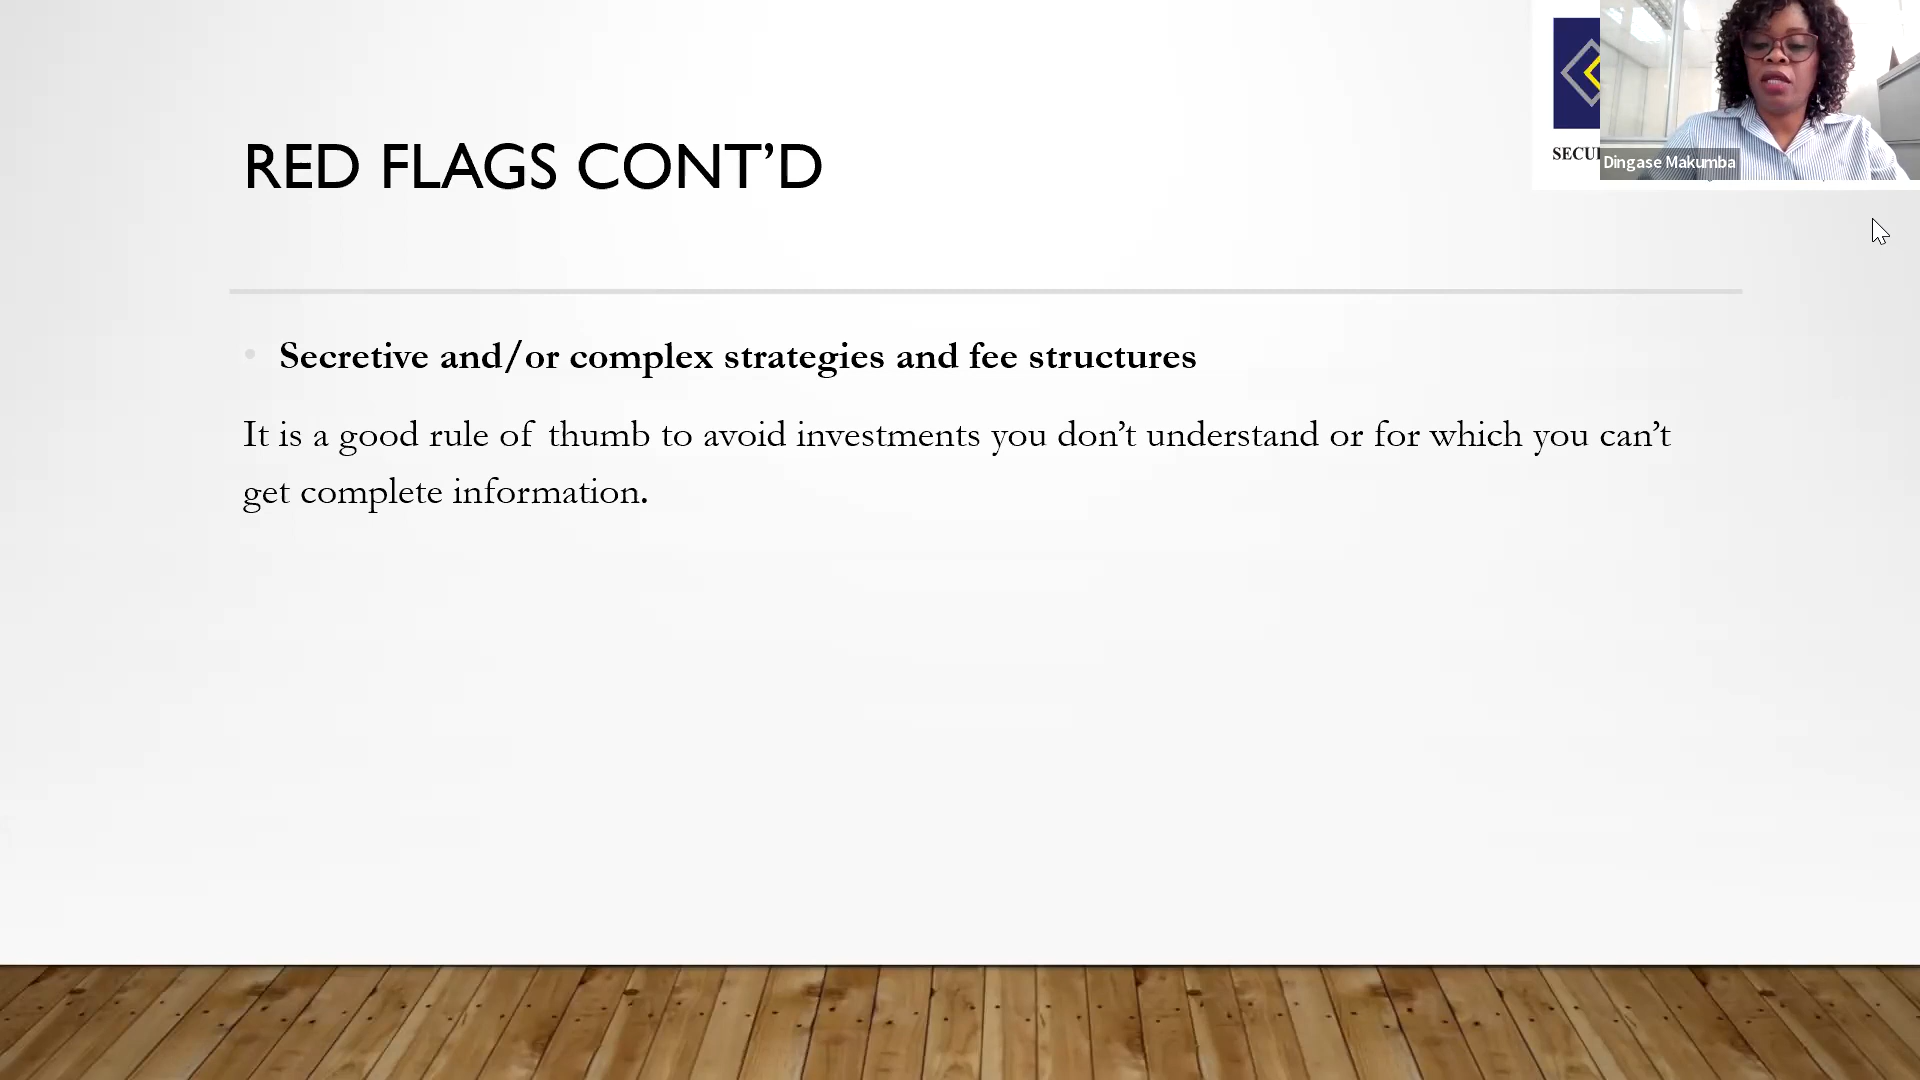 RED FLAGS CONT’D
SECU
Dingase Makumba
• Secretive and/or complex strategies and fee structures
It is a good rule of thumb to avoid investments you don’t understand or for which you can’t
get complete information.